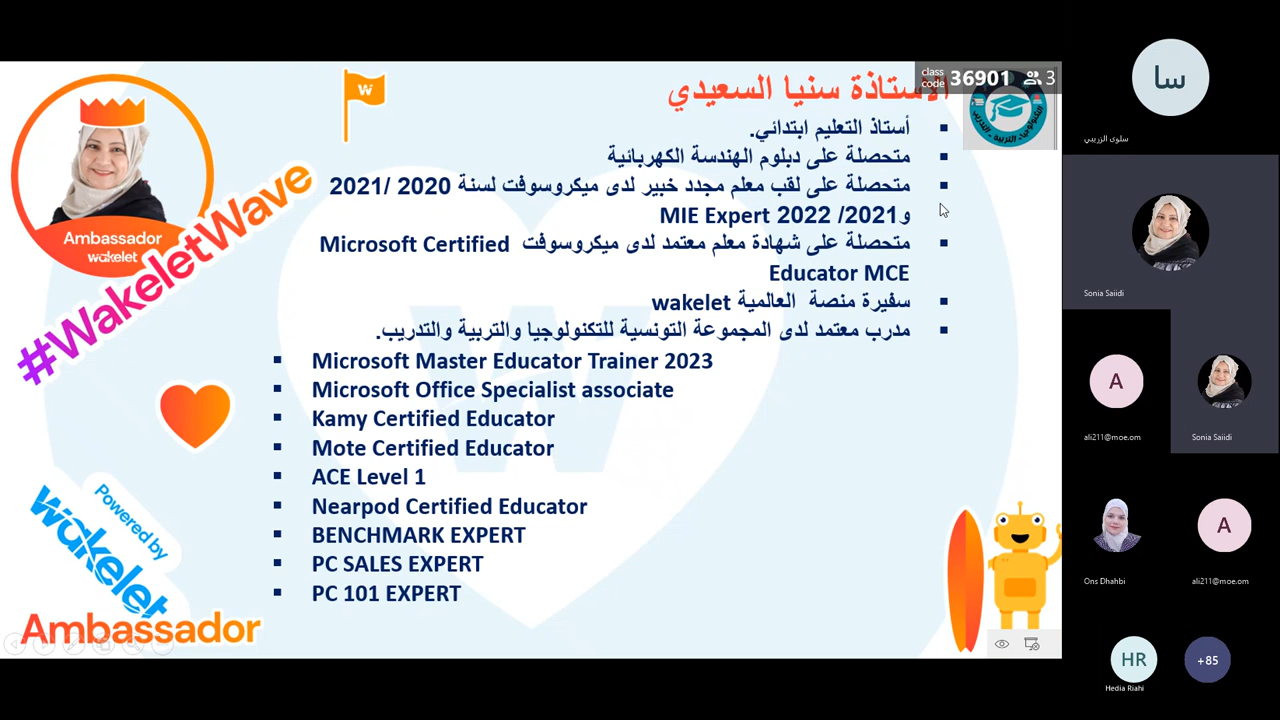 class code 36901 3
الأستاذة سنيا السعيدي
أستاذ التعليم ابتدائي.
متحصلة على دبلوم الهندسة الكهربائية
متحصلة على لقب معلم مجدد خبير لدى ميكروسوفت لسنة 2020 /2021
و2021/ 2022 MIE Expert
متحصلة على شهادة معلم معتمد لدى ميكروسوفت Microsoft Certified
Educator MCE
سفيرة منصة العالمية wakelet
مدرب معتمد لدى المجموعة التونسية للتكنولوجيا والتربية والتدريب.
Microsoft Master Educator Trainer 2023
Microsoft Office Specialist associate
Kamy Certified Educator
Mote Certified Educator
ACE Level 1
Nearpod Certified Educator
BENCHMARK EXPERT
PC SALES EXPERT
PC 101 EXPERT
W
Ambassador
wakelet
#WakeletWave
Powered by
wakelet
Ambassador
سا
سلوى الزريبي
Sonia Saiidi
A
ali211@moe.om
Sonia Saiidi
Ons Dhahbi
A
ali211@moe.om
HR
Hedia Riahi
+85